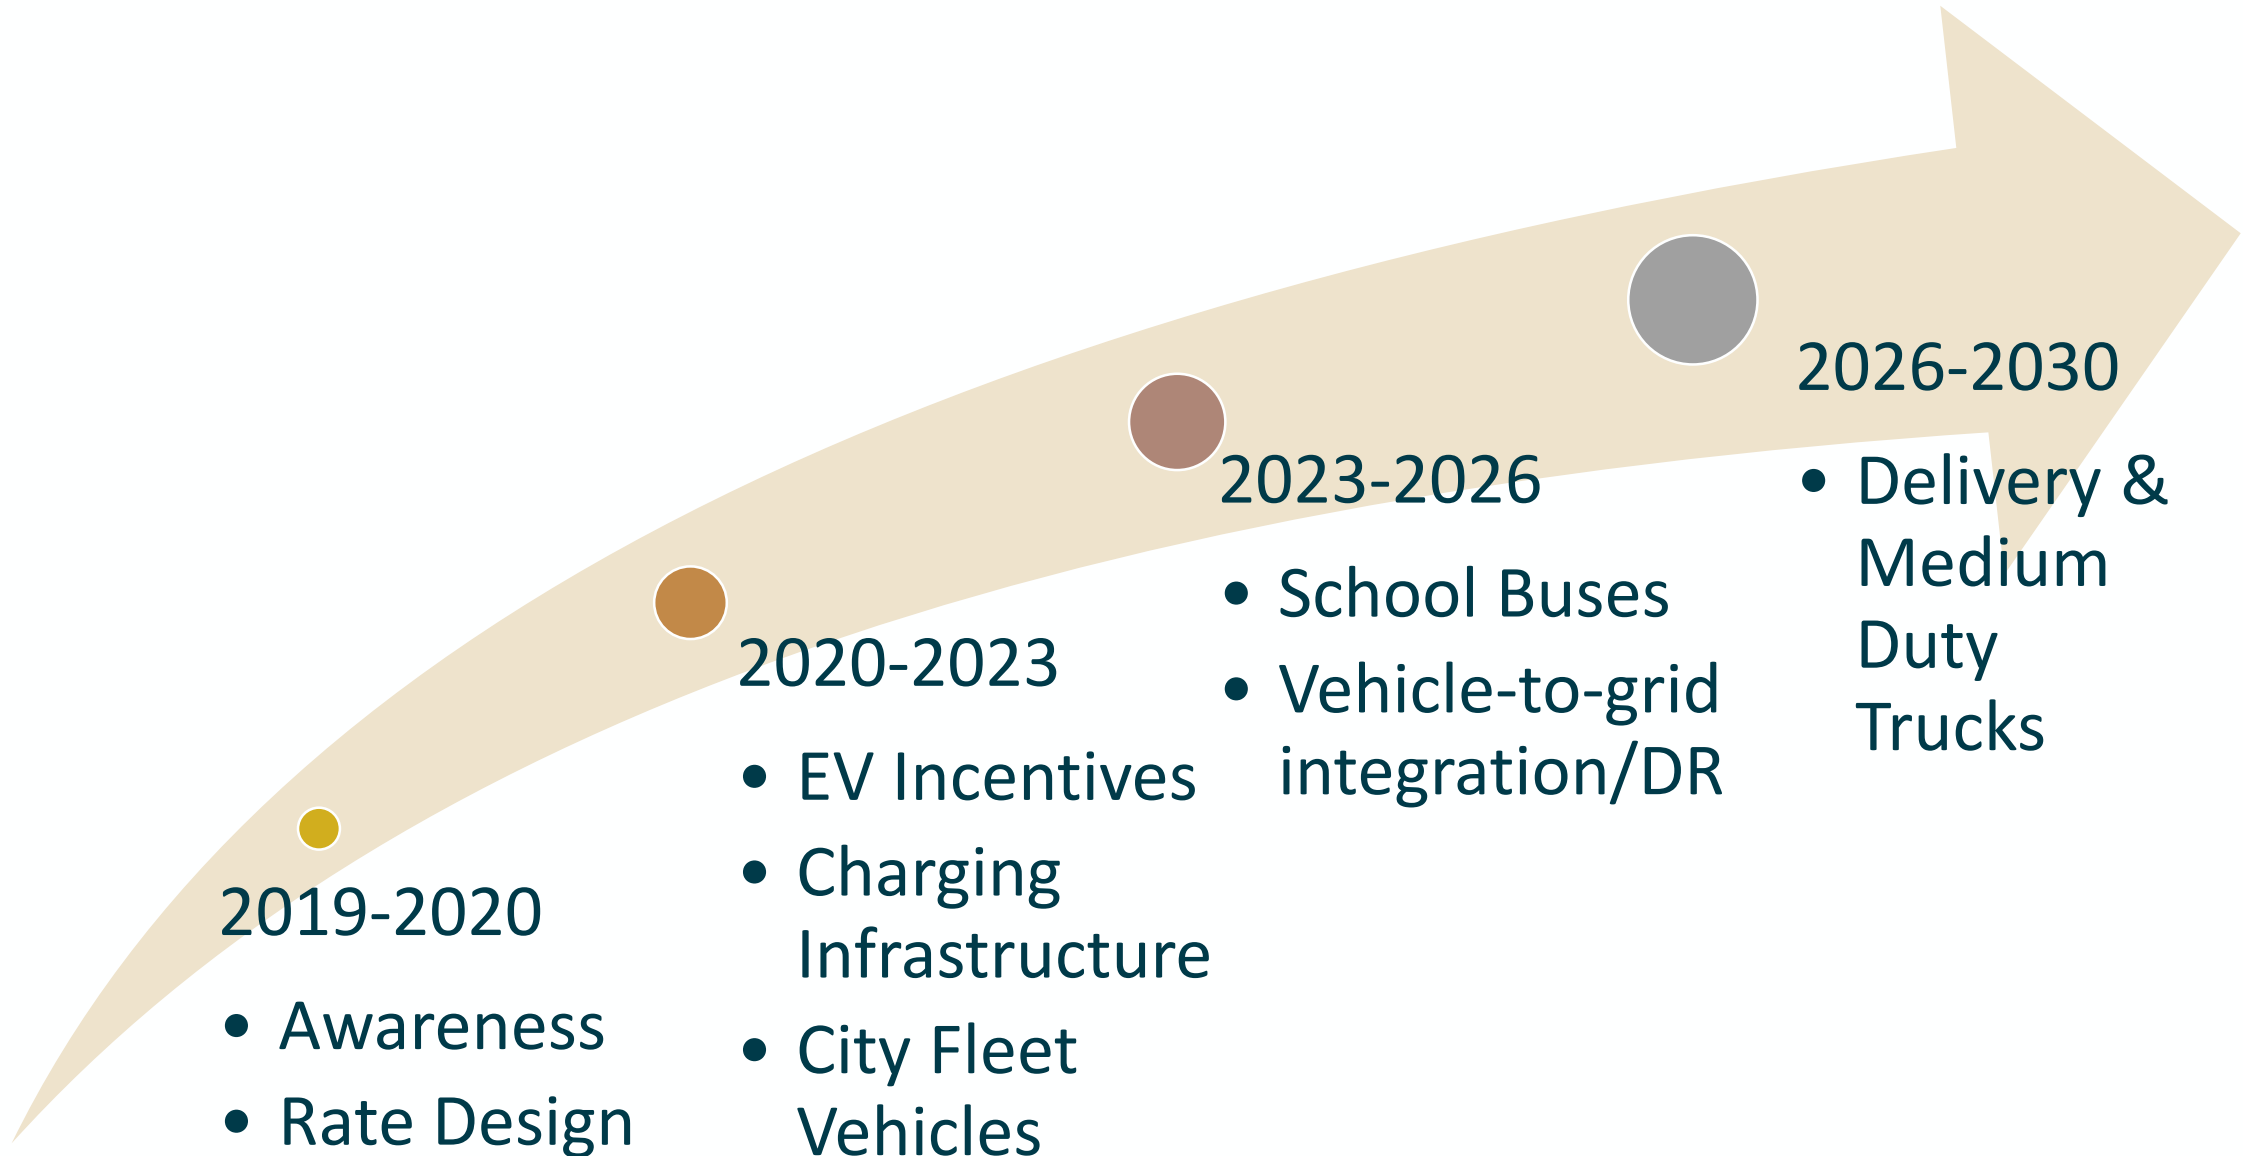 2019-2020
• Awareness
• Rate Design
2020-2023
• EV Incentives
• Charging
Infrastructure
• City Fleet
Vehicles
2023-2026
• School Buses
• Vehicle-to-grid
integration/DR
2026-2030
• Delivery &
Medium
Duty
Trucks